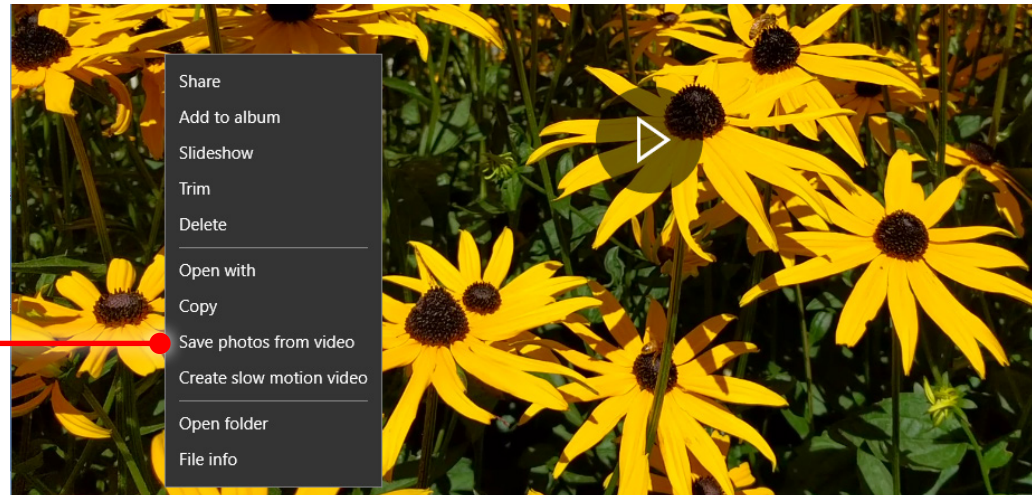 Share
Add to album
Slideshow
Trim
Delete
Open with
Copy
Save photos from video
Create slow motion video
Open folder
File info